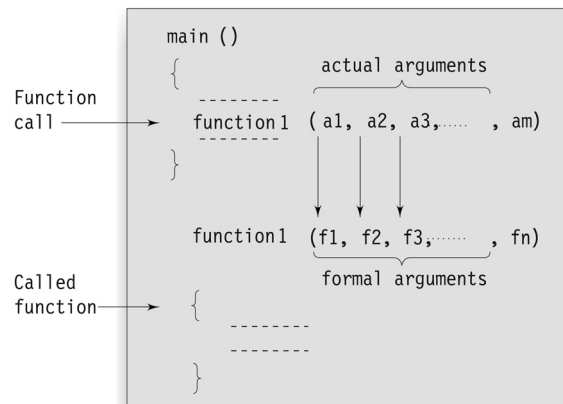 main ()
{
actual arguments
Function
call
function1 (a1, a2, a3,......, am)
}
function1 (f1, f2, f3,......., fn)
formal arguments
Called
function
{
}